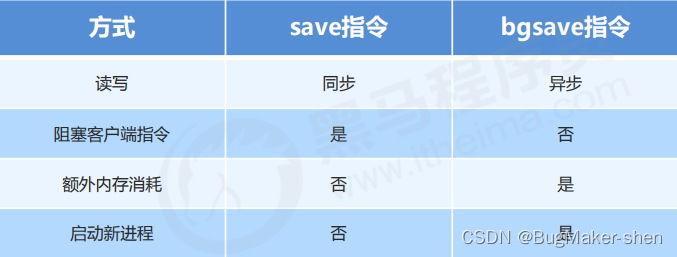 方式 save指令 bgsave指令
读写 同步 异步
阻塞客户端指令 是 否
额外内存消耗 否 是
启动新进程 否 是
黑马程序员
www.itheima.com
CSDN @BugMaker-shen